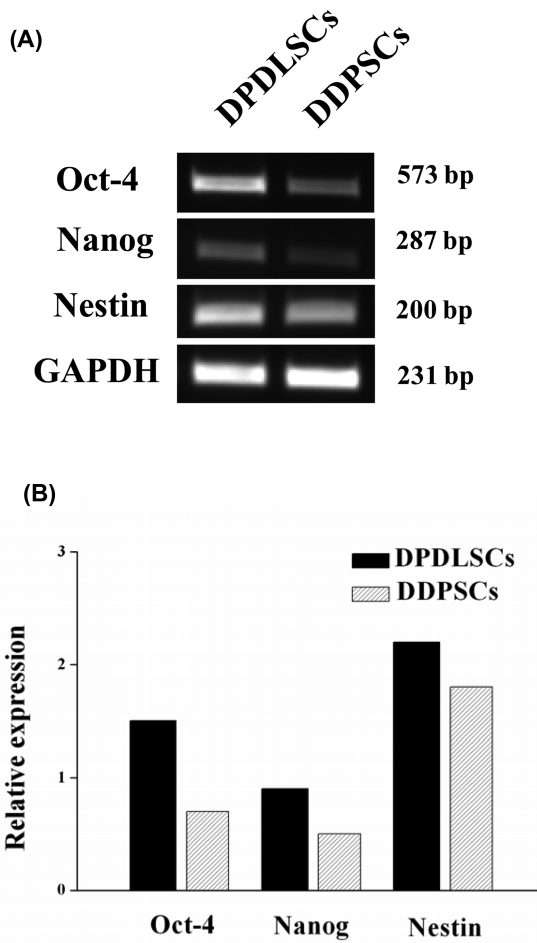 (A)
DPDLSCs
DDPSCs
Oct-4
573 bp
Nanog
287 bp
Nestin
200 bp
GAPDH
231 bp
(B)
3
2
1
0
Relative expression
DPDLSCs
DDPSCs
Oct-4
Nanog
Nestin